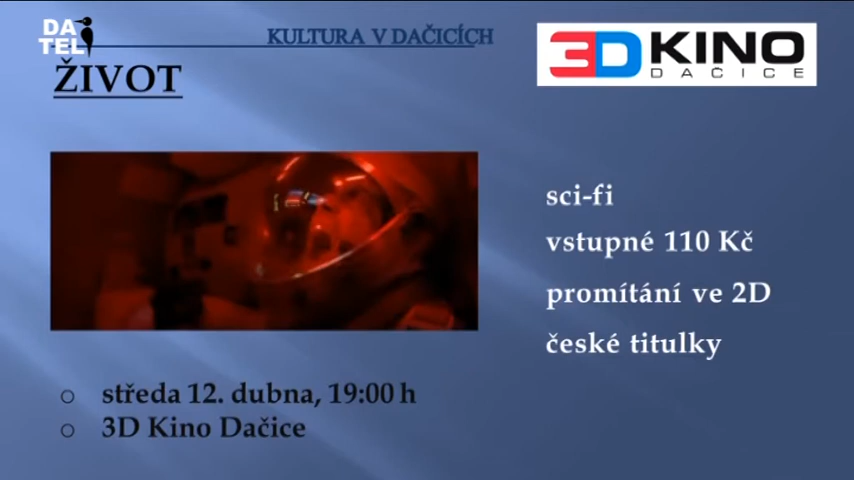 DA
TEL
KULTURA V DAČICÍCH
3D KINO
DAČICE
ŽIVOT
sci-fi
vstupné 110 Kč
promítání ve 2D
české titulky
středa 12. dubna, 19:00 h
3D Kino Dačice